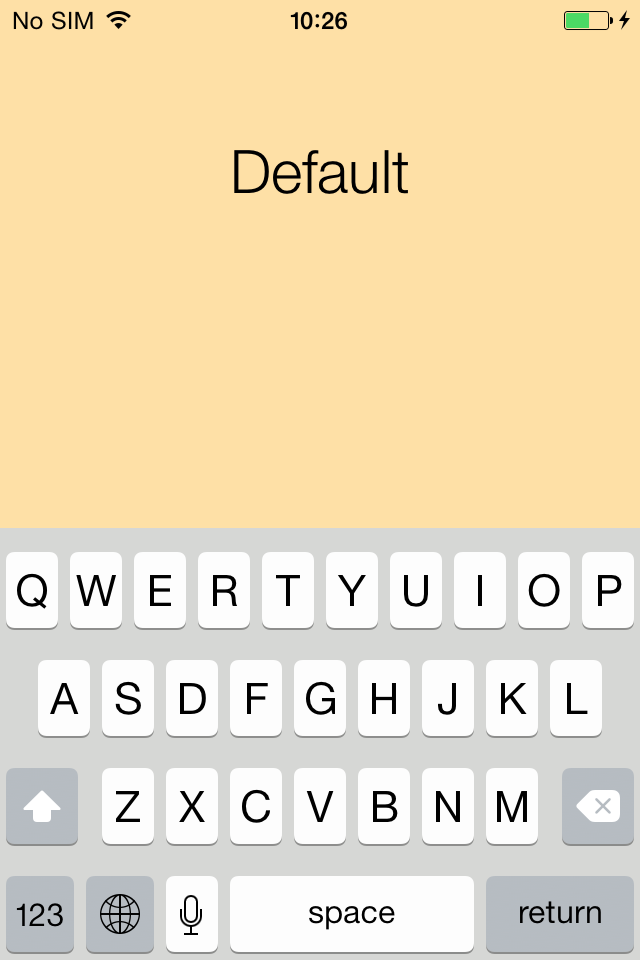 No SIM 10:26
Default
Q W E R T Y U I O P
A S D F G H J K L
Z X C V B N M
123 space return